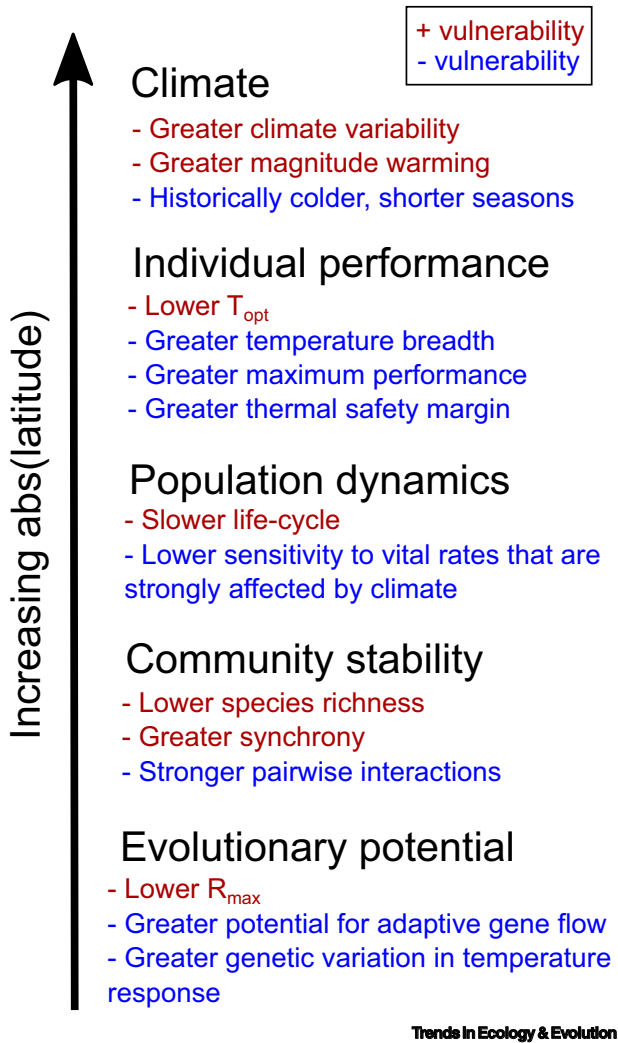 + vulnerability
- vulnerability
Climate
- Greater climate variability
- Greater magnitude warming
- Historically colder, shorter seasons
Individual performance
- Lower Topt
- Greater temperature breadth
- Greater maximum performance
- Greater thermal safety margin
Population dynamics
- Slower life-cycle
- Lower sensitivity to vital rates that are
strongly affected by climate
Community stability
- Lower species richness
- Greater synchrony
- Stronger pairwise interactions
Evolutionary potential
- Lower Rmax
- Greater potential for adaptive gene flow
- Greater genetic variation in temperature
response
Increasing abs(latitude)
Trends in Ecology & Evolution